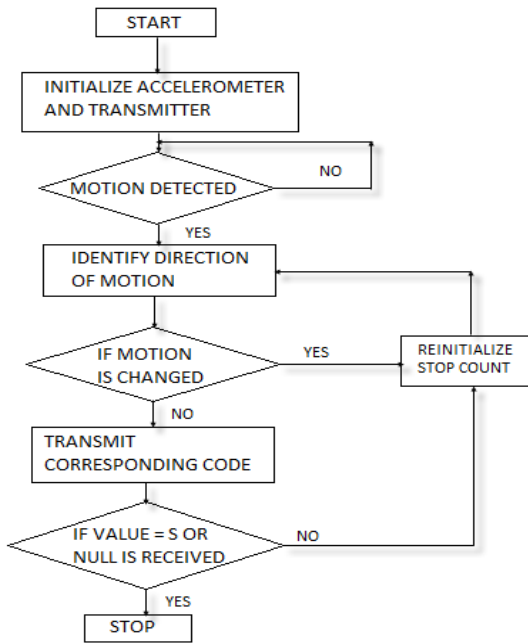 START
INITIALIZE ACCELEROMETER
AND TRANSMITTER
MOTION DETECTED
NO
YES
IDENTIFY DIRECTION
OF MOTION
IF MOTION
IS CHANGED
YES
REINITIALIZE
STOP COUNT
NO
TRANSMIT
CORRESPONDING CODE
IF VALUE = S OR
NULL IS RECEIVED
NO
YES
STOP